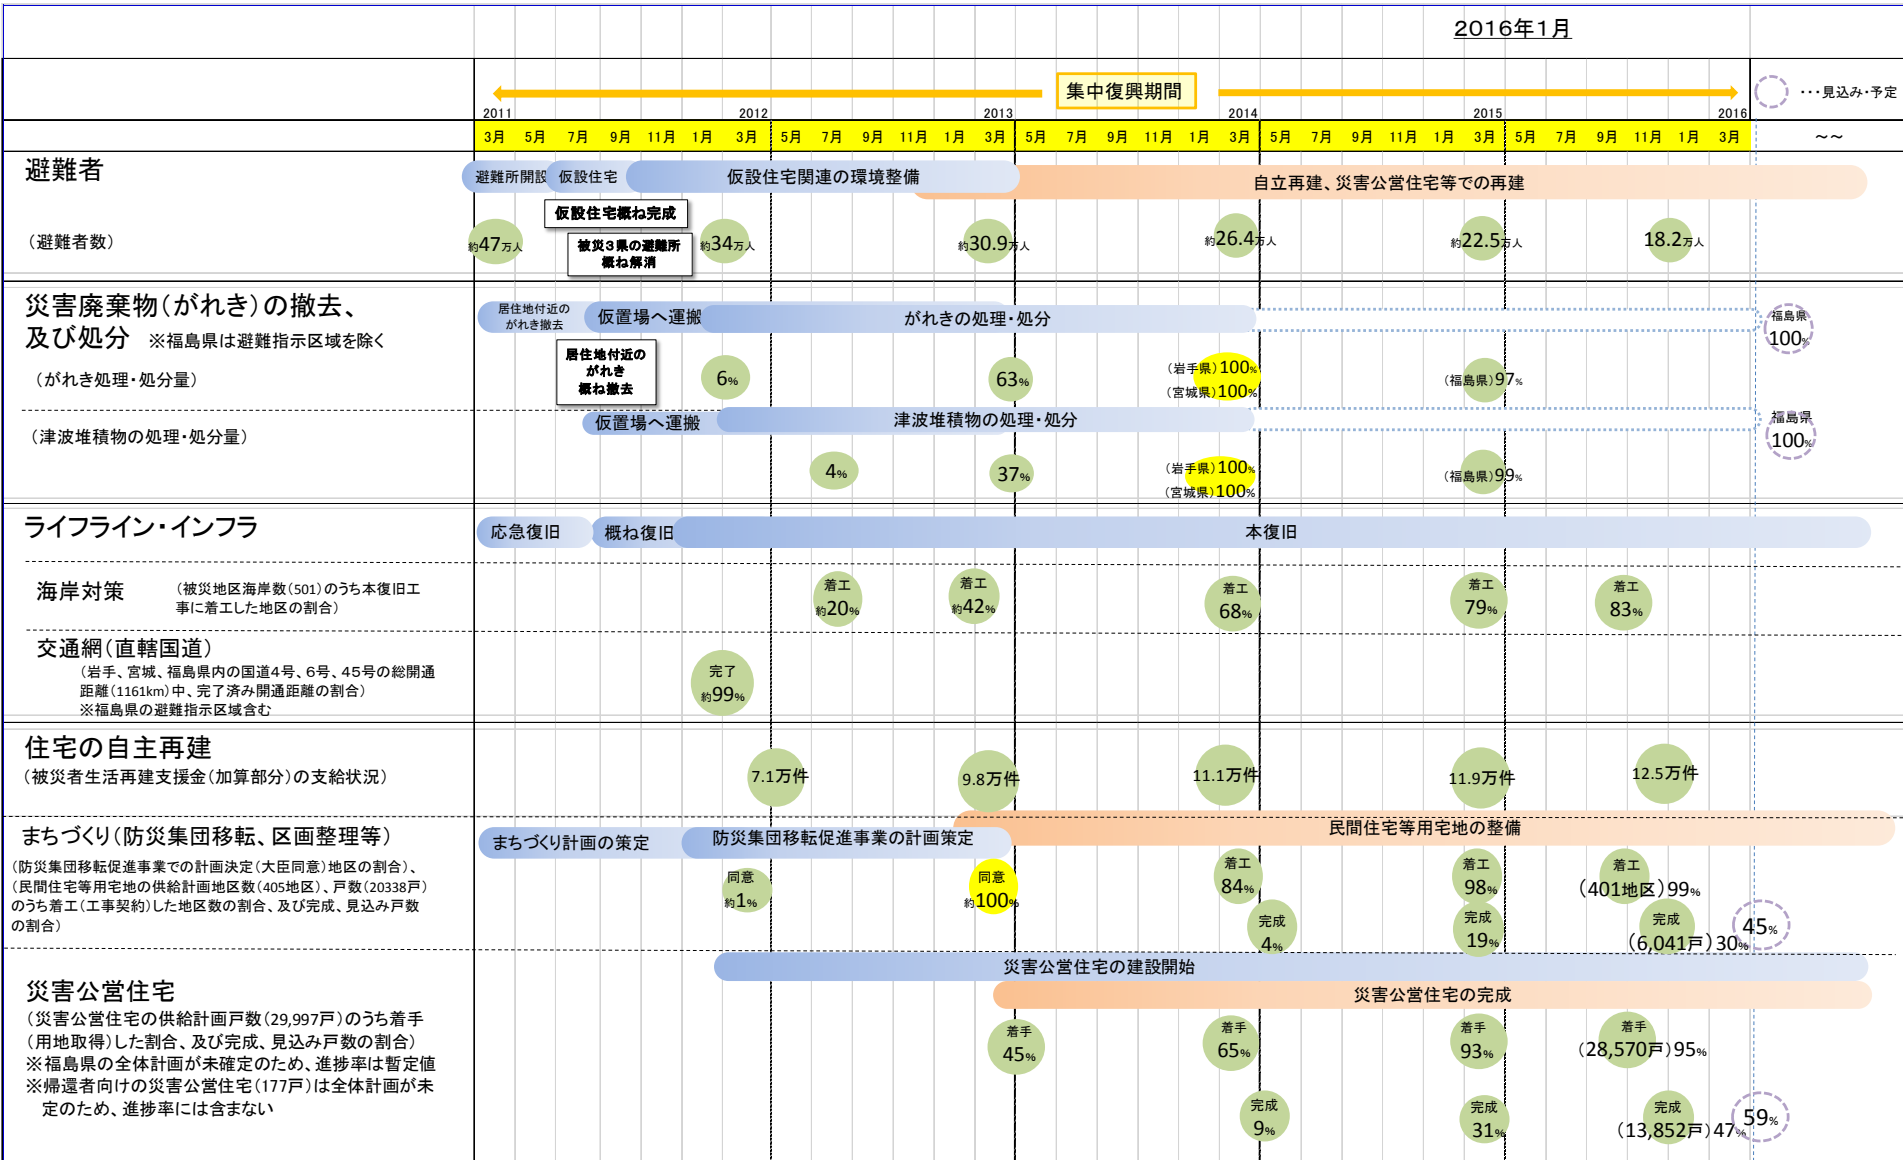 2016年1月
集中復興期間
･･･見込み・予定
2011
2012
2013
2014
2015
2016
3月 5月 7月 9月 11月 1月 3月 5月 7月 9月 11月 1月 3月 5月 7月 9月 11月 1月 3月 5月 7月 9月 11月 1月 3月 5月 7月 9月 11月 1月 3月 ～～
避難者
避難所開設 仮設住宅 仮設住宅関連の環境整備
自立再建、災害公営住宅等での再建
仮設住宅概ね完成
被災3県の避難所
概ね解消
(避難者数)
約47万人 約34万人 約30.9万人 約26.4万人 約22.5万人 18.2万人
災害廃棄物(がれき)の撤去、
及び処分 ※福島県は避難指示区域を除く
居住地付近の
がれき撤去
仮置場へ運搬
がれきの処理・処分
福島県
100%
居住地付近の
がれき
概ね撤去
(がれき処理・処分量)
6% 63%
(岩手県)100%
(宮城県)100%
(福島県)97%
仮置場へ運搬 津波堆積物の処理・処分
福島県
100%
(津波堆積物の処理・処分量)
4% 37%
(岩手県)100%
(宮城県)100%
(福島県)99%
ライフライン・インフラ
応急復旧 概ね復旧 本復旧
海岸対策
(被災地区海岸数(501)のうち本復旧工
事に着工した地区の割合)
着工
約20%
着工
約42%
着工
68%
着工
79%
着工
83%
交通網(直轄国道)
(岩手、宮城、福島県内の国道4号、6号、45号の総開通
距離(1161km)中、完了済み開通距離の割合)
※福島県の避難指示区域含む
完了
約99%
住宅の自主再建
(被災者生活再建支援金(加算部分)の支給状況)
7.1万件 9.8万件 11.1万件 11.9万件 12.5万件
まちづくり(防災集団移転、区画整理等)
まちづくり計画の策定 防災集団移転促進事業の計画策定
民間住宅等用宅地の整備
(防災集団移転促進事業での計画決定(大臣同意)地区の割合)、
(民間住宅等用宅地の供給計画地区数(405地区)、戸数(20338戸)
のうち着工(工事契約)した地区数の割合、及び完成、見込み戸数
の割合)
同意
約1%
同意
約100%
着工
84%
着工
98%
着工
(401地区)99%
完成
4%
完成
19%
完成
(6,041戸)30%
45%
災害公営住宅の建設開始
災害公営住宅の完成
災害公営住宅
(災害公営住宅の供給計画戸数(29,997戸)のうち着手
(用地取得)した割合、及び完成、見込み戸数の割合)
※福島県の全体計画が未確定のため、進捗率は暫定値
※帰還者向けの災害公営住宅(177戸)は全体計画が未
定のため、進捗率には含まない
着手
45%
着手
65%
着手
93%
着手
(28,570戸)95%
完成
9%
完成
31%
完成
(13,852戸)47%
59%